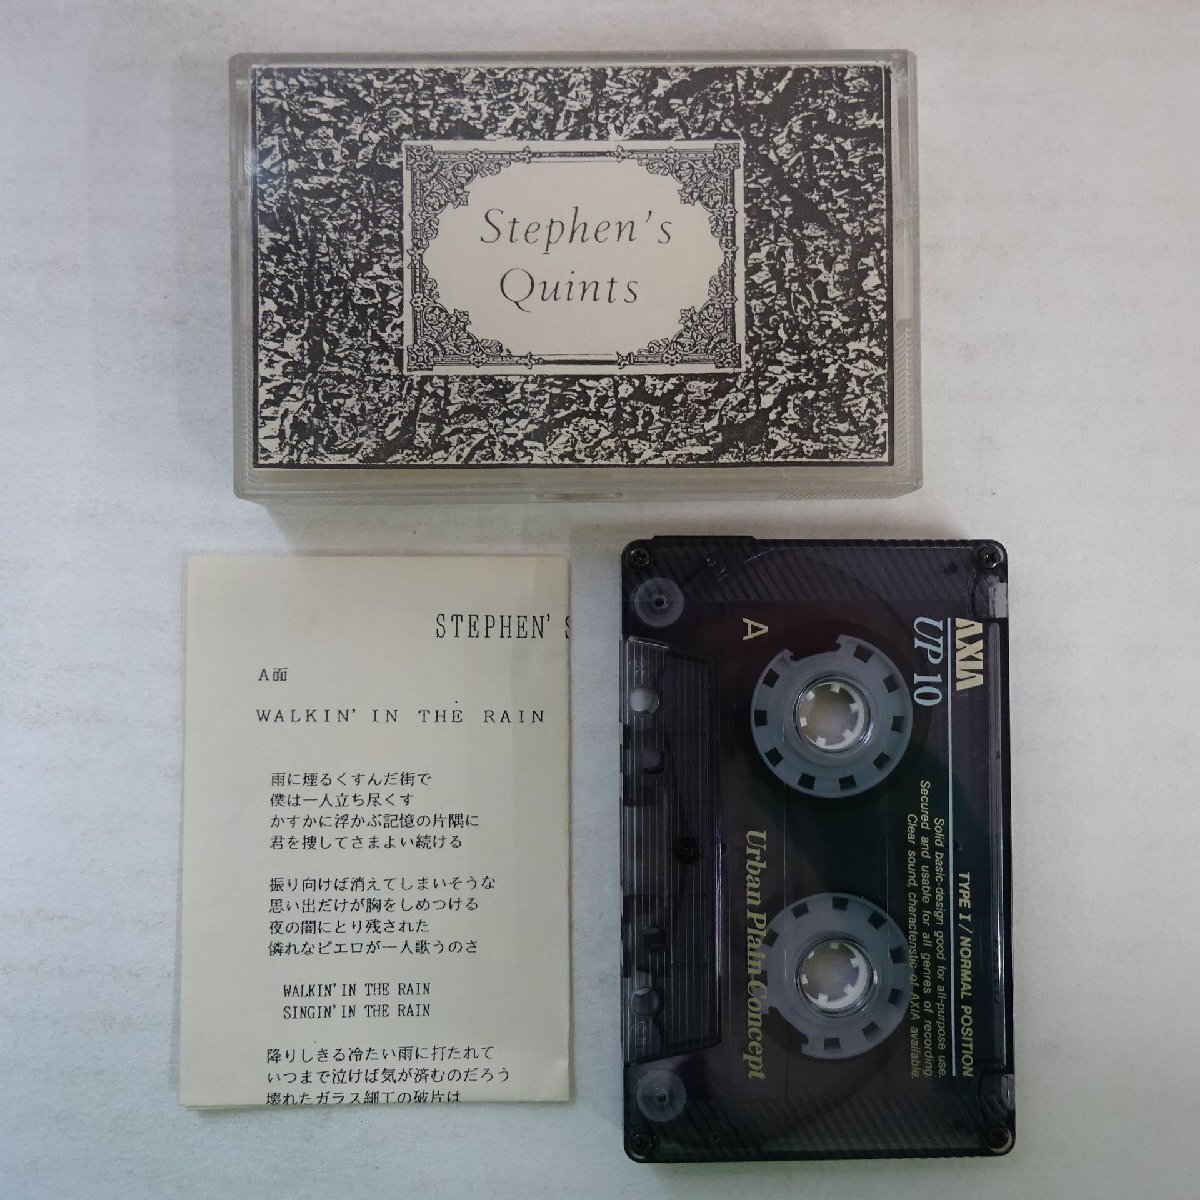 Stephen's
Quints
STEPHEN'S
A面
WALKIN' IN THE RAIN
雨に煙るくすんだ街で
僕は一人立ち尽くす
かすかに浮かぶ記憶の片隅に
君を捜してさまよい続ける
振り向けば消えてしまいそうな
思い出だけが胸をしめつける
夜の闇にとり残された
憐れなピエロが一人歌うのさ
WALKIN' IN THE RAIN
SINGIN' IN THE RAIN
降りしきる冷たい雨に打たれて
いつまで泣けば気が済むのだろう
壊れたガラス細工の破片は
AXIA
UP 10
A
TYPE I / NORMAL POSITION
Solid basic-design good for all-purpose use.
Secured and usable for all genres of recording.
Clear sound, characteristic of AXIA available.
Urban Plain Concept